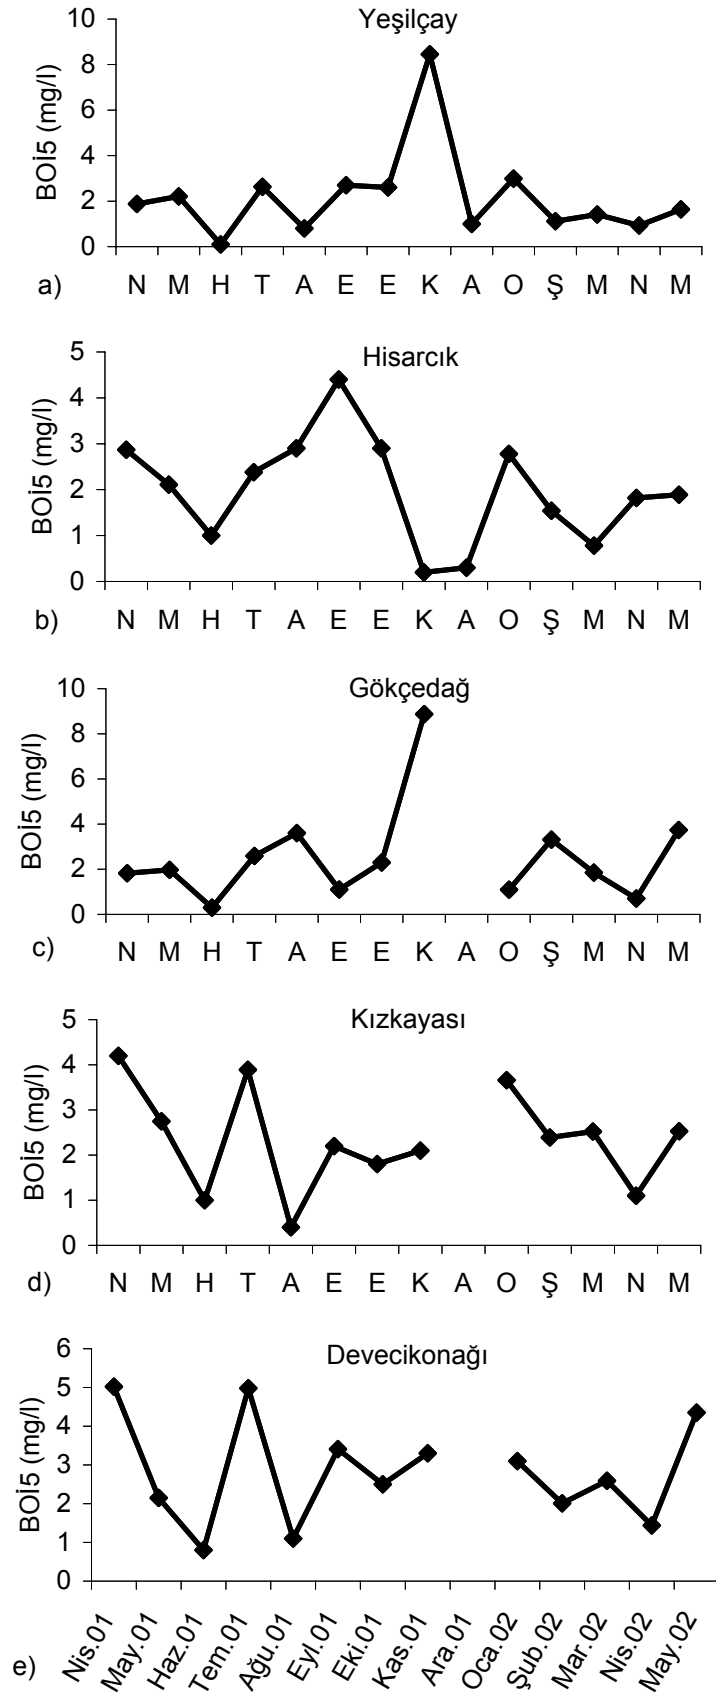 Yeşilçay
BOİ5 (mg/l)
10
8
6
4
2
0
a) N M H T A E E K A O Ş M N M
Hisarcık
BOİ5 (mg/l)
5
4
3
2
1
0
b) N M H T A E E K A O Ş M N M
Gökçedağ
BOİ5 (mg/l)
10
8
6
4
2
0
c) N M H T A E E K A O Ş M N M
Kızkayası
BOİ5 (mg/l)
5
4
3
2
1
0
d) N M H T A E E K A O Ş M N M
Devecikonağı
BOİ5 (mg/l)
6
5
4
3
2
1
0
e) Nis.01 May.01 Haz.01 Tem.01 Ağu.01 Eyl.01 Eki.01 Kas.01 Ara.01 Oca.02 Şub.02 Mar.02 Nis.02 May.02